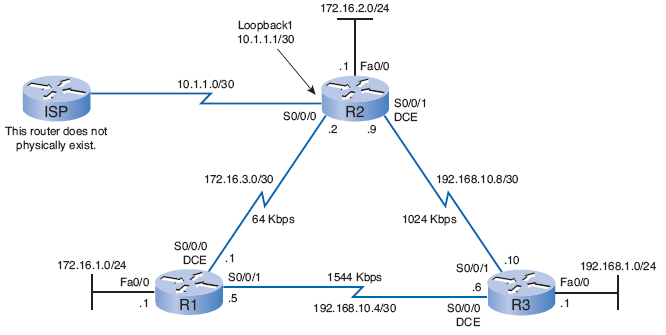 172.16.2.0/24
Loopback1
10.1.1.1/30
.1
Fa0/0
10.1.1.0/30
ISP
This router does not
physically exist.
S0/0/0
R2
S0/0/1
DCE
.2
.9
172.16.3.0/30
64 Kbps
192.168.10.8/30
1024 Kbps
S0/0/0
DCE
.1
172.16.1.0/24
Fa0/0
.1
R1
S0/0/1
.5
1544 Kbps
192.168.10.4/30
.10
S0/0/1
.6
S0/0/0
DCE
R3
Fa0/0
.1
192.168.1.0/24